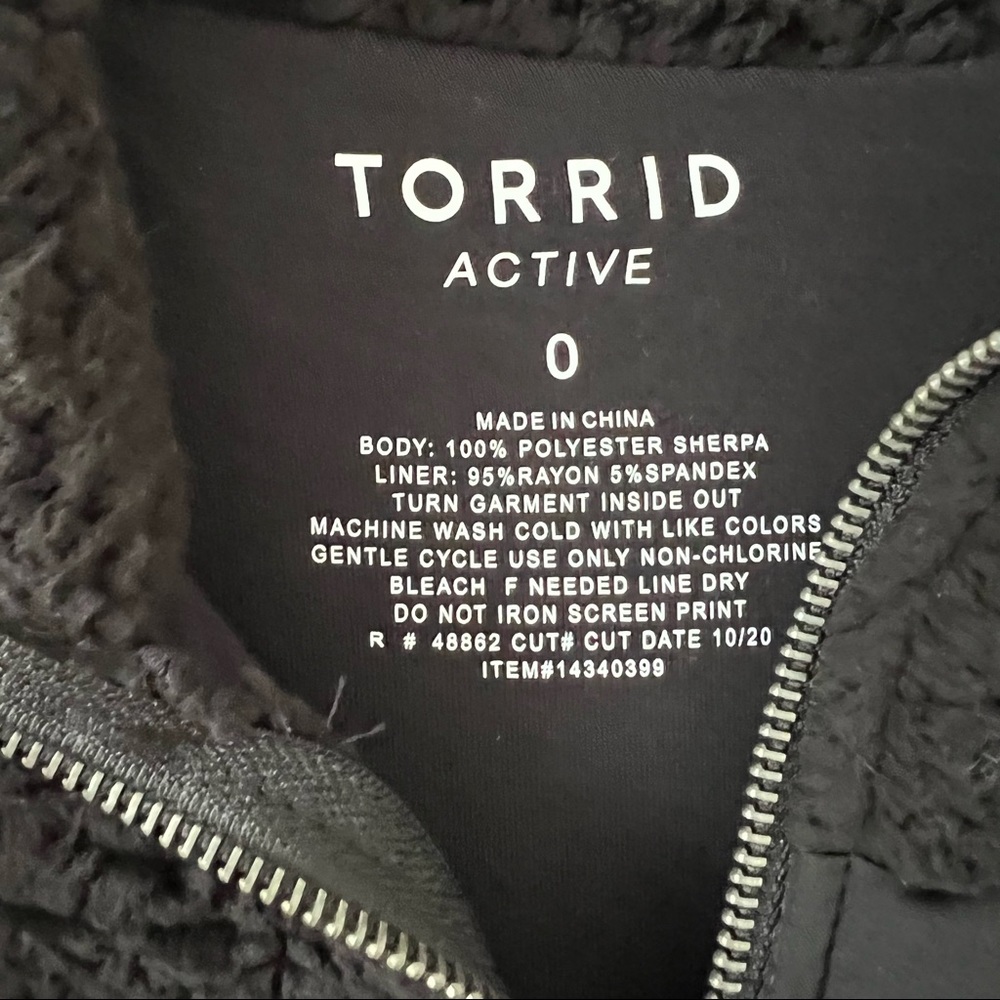 TORRID
ACTIVE
0
MADE IN CHINA
BODY: 100% POLYESTER SHERPA
LINER: 95%RAYON 5%SPANDEX
TURN GARMENT INSIDE OUT
MACHINE WASH COLD WITH LIKE COLORS
GENTLE CYCLE USE ONLY NON-CHLORINE
BLEACH F NEEDED LINE DRY
DO NOT IRON SCREEN PRINT
R # 48862 CUT# CUT DATE 10/20
ITEM#14340399